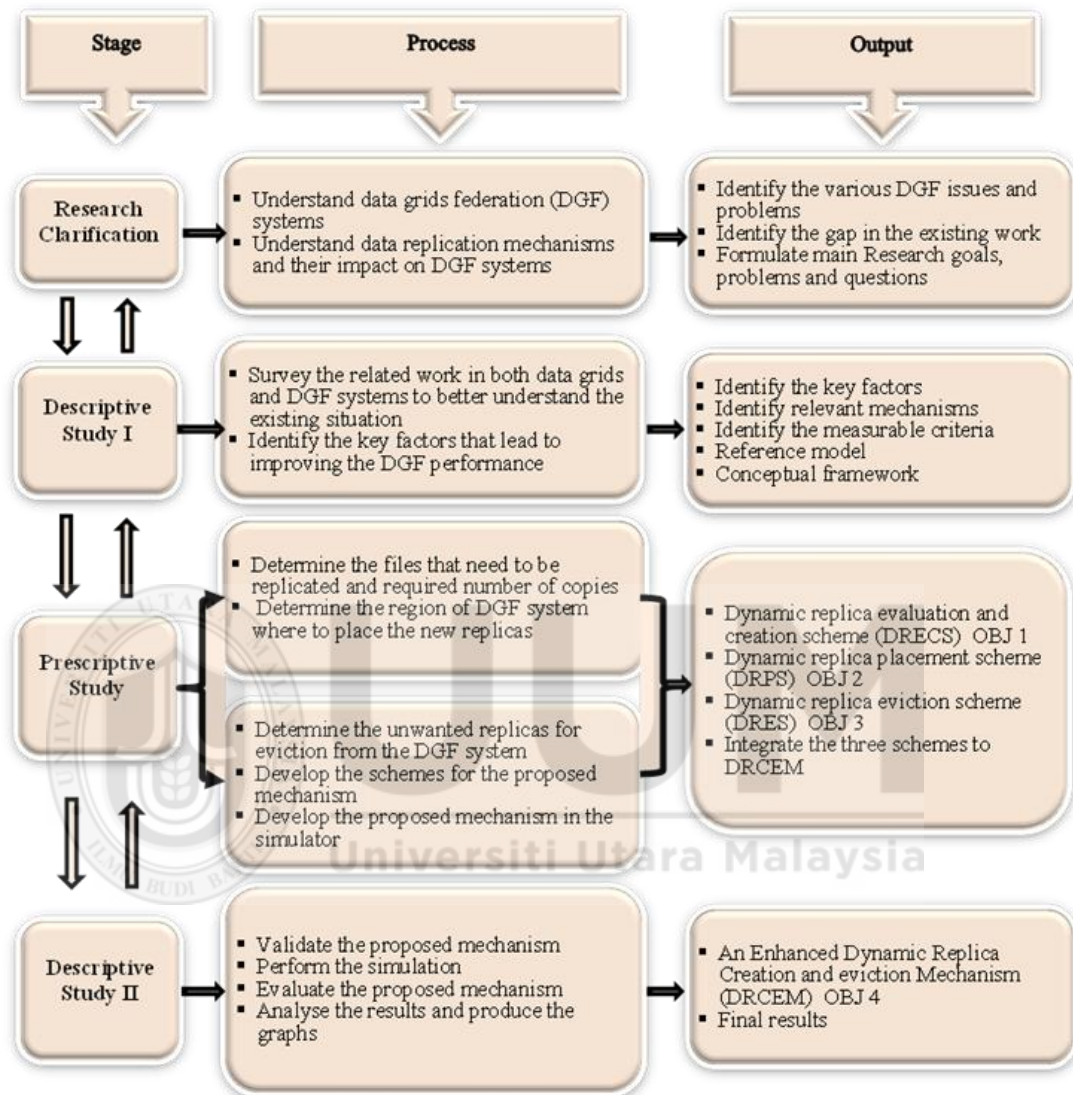 Stage
Process
Output
Research
Clarification
▪ Understand data grids federation (DGF)
systems
▪ Understand data replication mechanisms
and their impact on DGF systems
▪ Identify the various DGF issues and
problems
▪ Identify the gap in the existing work
▪ Formulate main Research goals,
problems and questions
Descriptive
Study I
▪ Survey the related work in both data grids
and DGF systems to better understand the
existing situation
▪ Identify the key factors that lead to
improving the DGF performance
▪ Identify the key factors
▪ Identify relevant mechanisms
▪ Identify the measurable criteria
▪ Reference model
▪ Conceptual framework
Prescriptive
Study
▪ Determine the files that need to be
replicated and required number of copies
▪ Determine the region of DGF system
where to place the new replicas
▪ Determine the unwanted replicas for
eviction from the DGF system
▪ Develop the schemes for the proposed
mechanism
▪ Develop the proposed mechanism in the
simulator
▪ Dynamic replica evaluation and
creation scheme (DRECS) OBJ 1
▪ Dynamic replica placement scheme
(DRPS) OBJ 2
▪ Dynamic replica eviction scheme
(DRES) OBJ 3
▪ Integrate the three schemes to
DRCEM
UUM
Universiti Utara Malaysia
Descriptive
Study II
▪ Validate the proposed mechanism
▪ Perform the simulation
▪ Evaluate the proposed mechanism
▪ Analyse the results and produce the
graphs
▪ An Enhanced Dynamic Replica
Creation and eviction Mechanism
(DRCEM) OBJ 4
▪ Final results